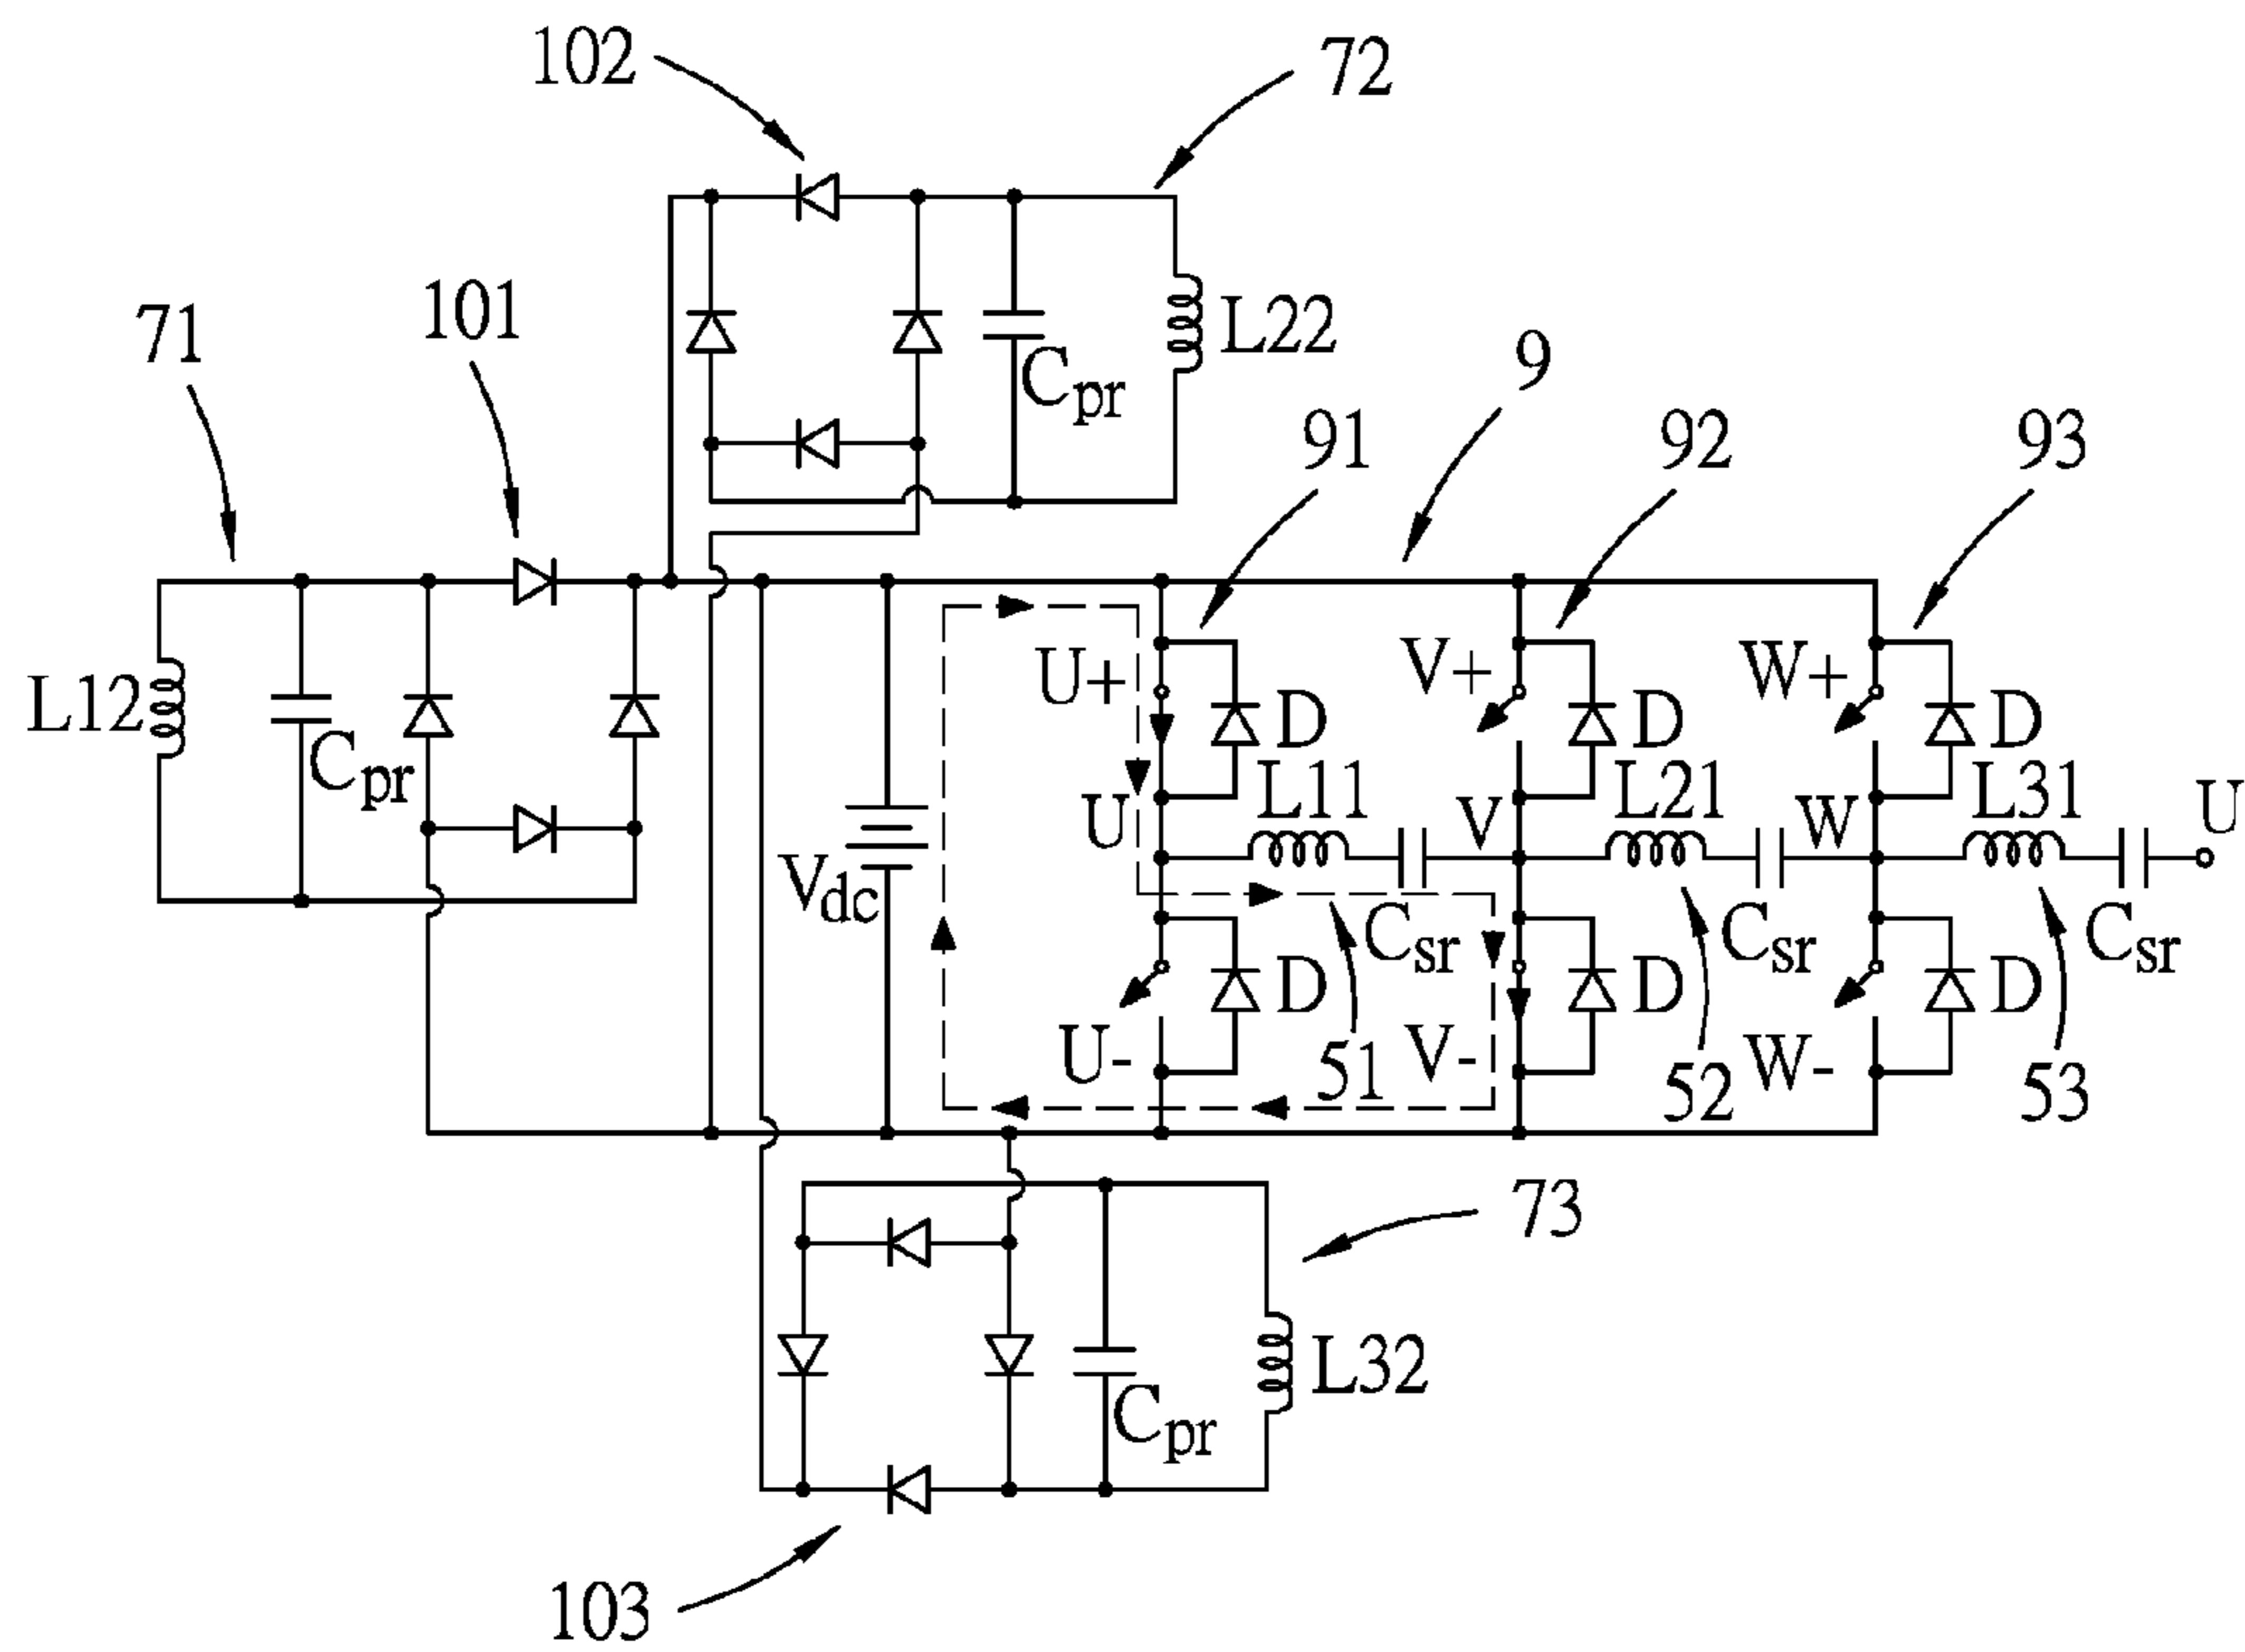 102
72
101
71
L22
Cpr
9
91
92
93
U+
V+
W+
D
D
D
L12
Cpr
L11
L21
L31
U
V
W
U
Vdc
Csr
Csr
Csr
D
D
D
U-
51
V-
52
W-
53
73
L32
Cpr
103